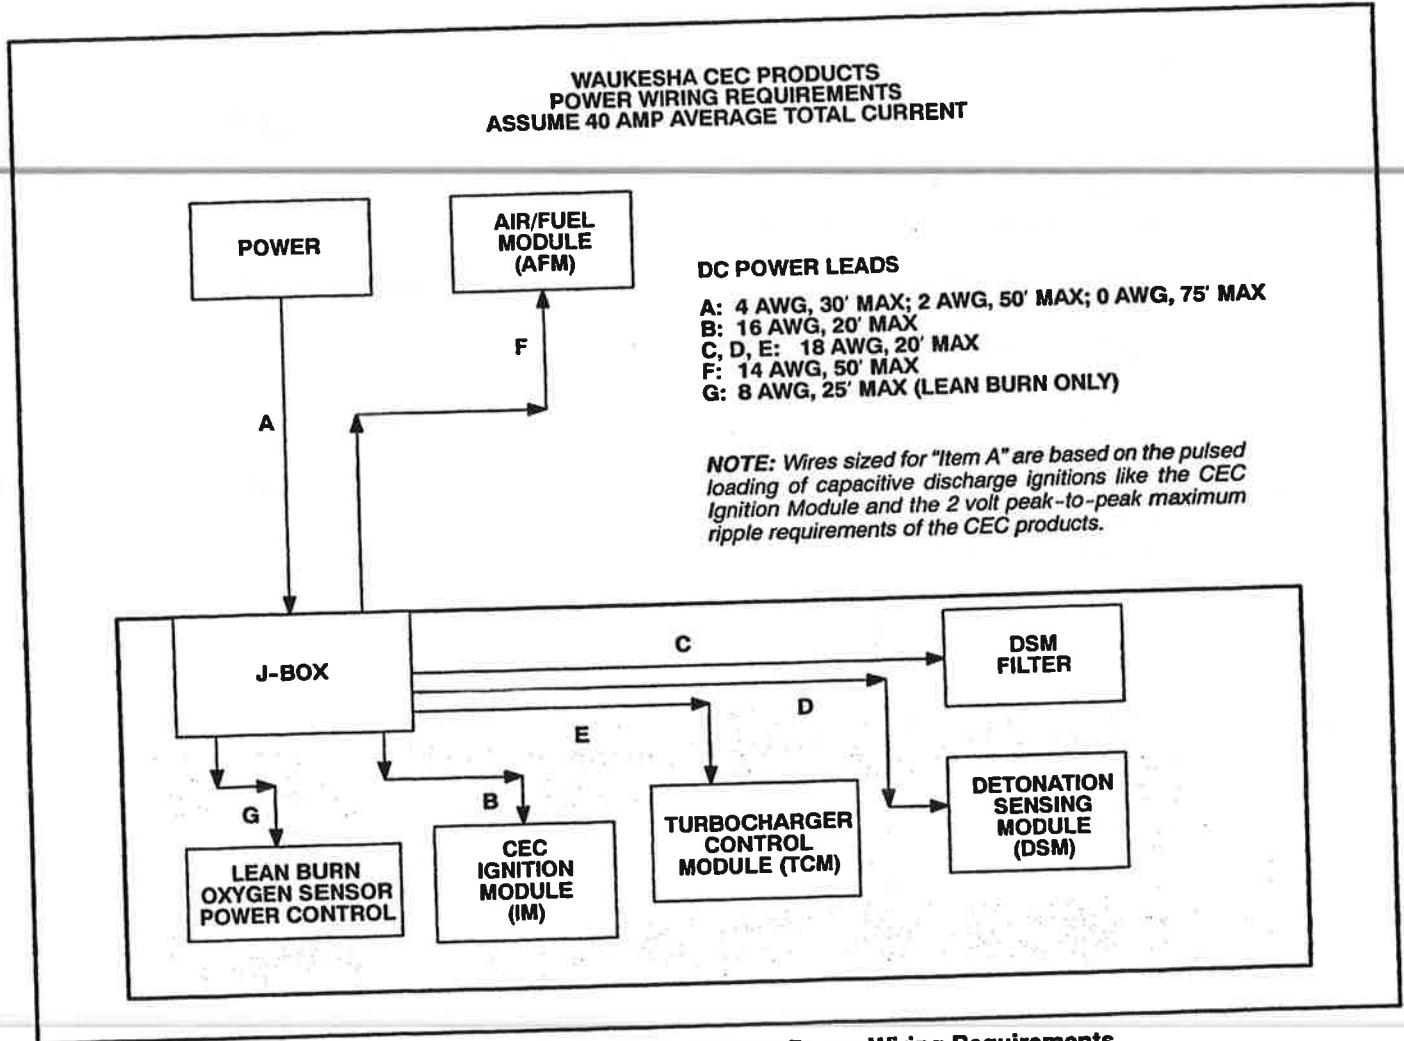 WAUKESHA CEC PRODUCTS
POWER WIRING REQUIREMENTS
ASSUME 40 AMP AVERAGE TOTAL CURRENT
POWER
AIR/FUEL
MODULE
(AFM)
DC POWER LEADS
A: 4 AWG, 30' MAX; 2 AWG, 50' MAX; 0 AWG, 75' MAX
B: 16 AWG, 20' MAX
C, D, E: 18 AWG, 20' MAX
F: 14 AWG, 50' MAX
G: 8 AWG, 25' MAX (LEAN BURN ONLY)
F
A
NOTE: Wires sized for "Item A" are based on the pulsed
loading of capacitive discharge ignitions like the CEC
Ignition Module and the 2 volt peak-to-peak maximum
ripple requirements of the CEC products.
J-BOX
C
DSM
FILTER
D
E
G
B
LEAN BURN
OXYGEN SENSOR
POWER CONTROL
CEC
IGNITION
MODULE
(IM)
TURBOCHARGER
CONTROL
MODULE (TCM)
DETONATION
SENSING
MODULE
(DSM)
Power Wiring Requirements